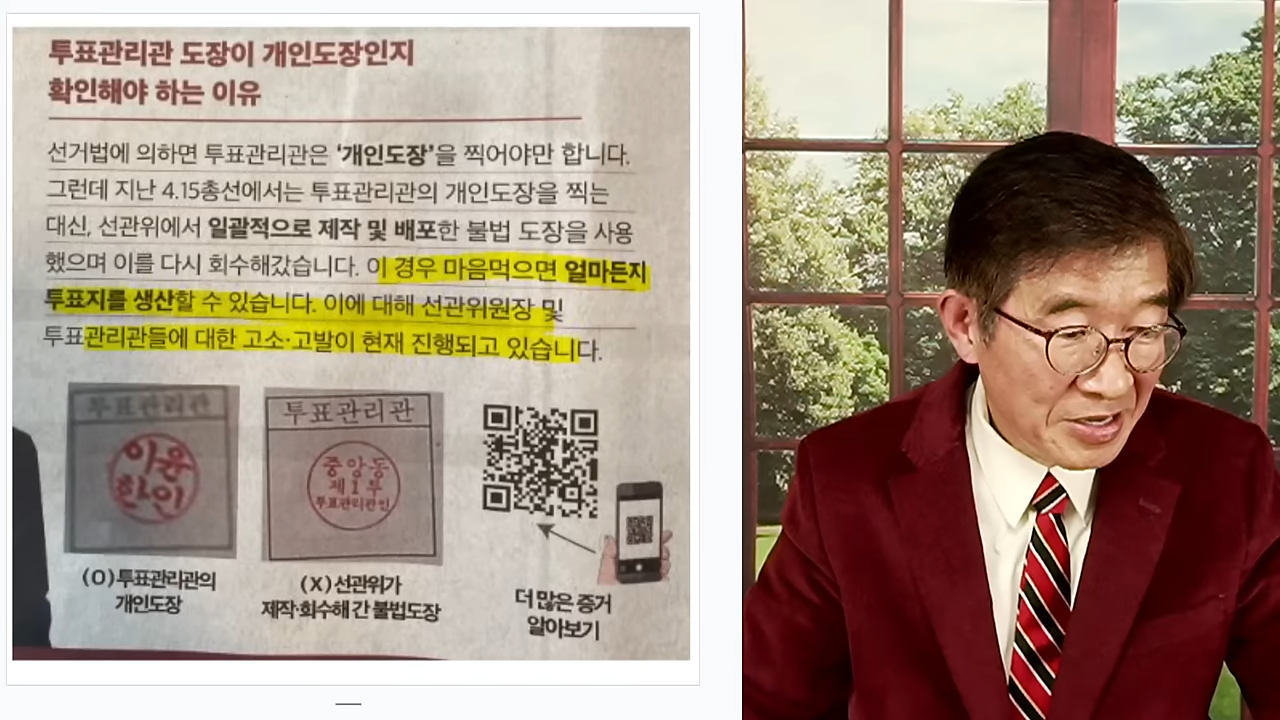 투표관리관 도장이 개인도장인지
확인해야 하는 이유
선거법에 의하면 투표관리관은 '개인도장'을 찍어야만 합니다.
그런데 지난 4.15총선에서는 투표관리관의 개인도장을 찍는
대신, 선관위에서 일괄적으로 제작 및 배포한 불법 도장을 사용
했으며 이를 다시 회수해갔습니다. 이 경우 마음먹으면 얼마든지
투표지를 생산할 수 있습니다. 이에 대해 선관위원장 및
투표관리관들에 대한 고소·고발이 현재 진행되고 있습니다.
투표관리관
이윤
한인
(O) 투표관리관의
개인도장
투표관리관
중앙동
제1투
투표관리관인
(X) 선관위가
제작·회수해 간 불법도장
더 많은 증거
알아보기